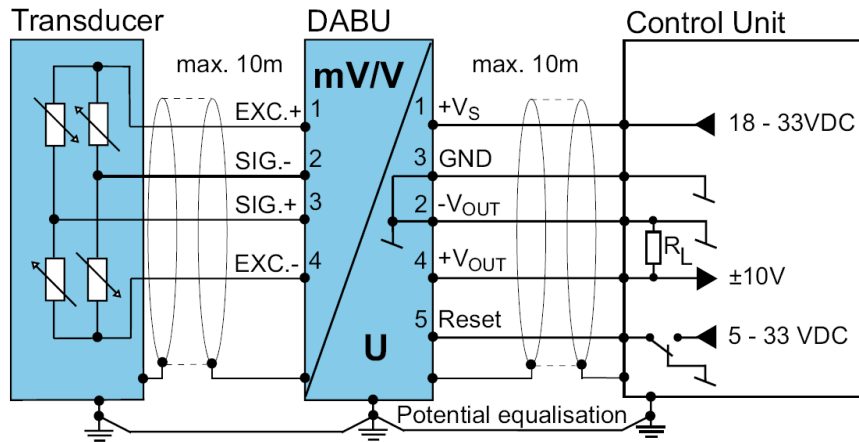 Transducer
DABU
Control Unit
max. 10m
mV/V
max. 10m
EXC.+
1
1
+VS
18 - 33VDC
SIG.-
2
3
GND
SIG.+
3
2
-VOUT
RL
EXC.-
4
4
+VOUT
±10V
5
Reset
5 - 33 VDC
U
Potential equalisation